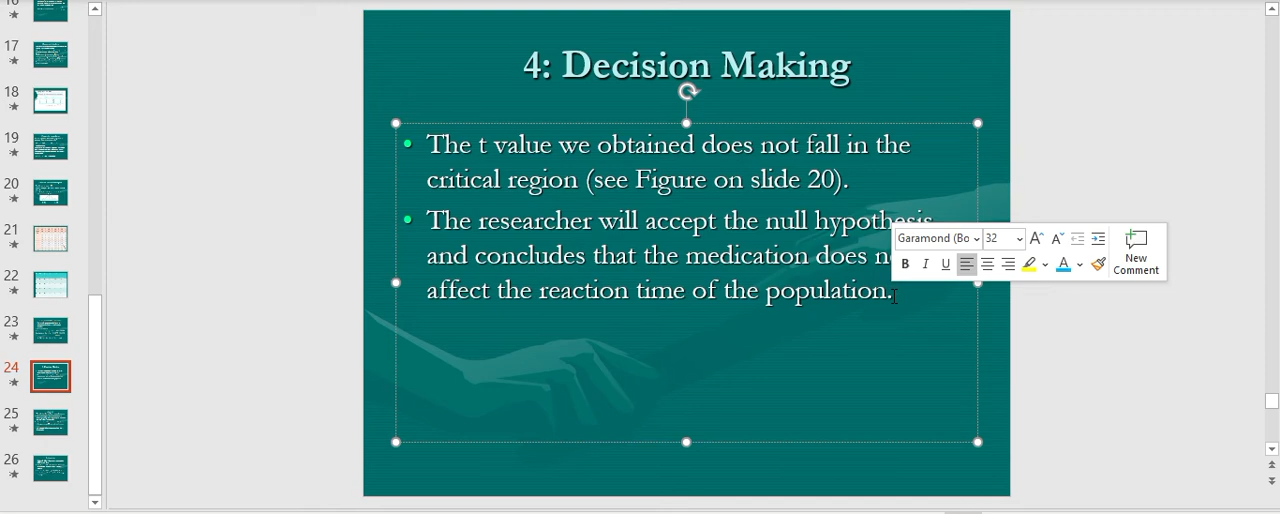 16
17
18
19
20
21
22
23
24
25
26
4: Decision Making
• The t value we obtained does not fall in the
critical region (see Figure on slide 20).
• The researcher will accept the null hypothesis
and concludes that the medication does
affect the reaction time of the population.
Garamond (Bo
32
B I U
New
Comment